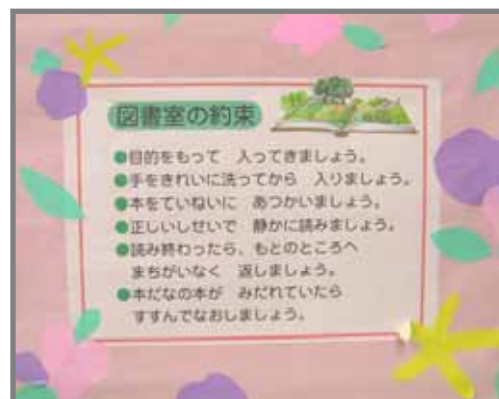 図書室の約束
●目的をもって 入ってきましょう。
●手をきれいに洗ってから 入りましょう。
●本をていねいに あつかいましょう。
●正しいしせいで 静かに読みましょう。
●読み終わったら、もとのところへ
まちがいなく 返しましょう。
●本だなの本が みだれていたら
すすんでなおしましょう。